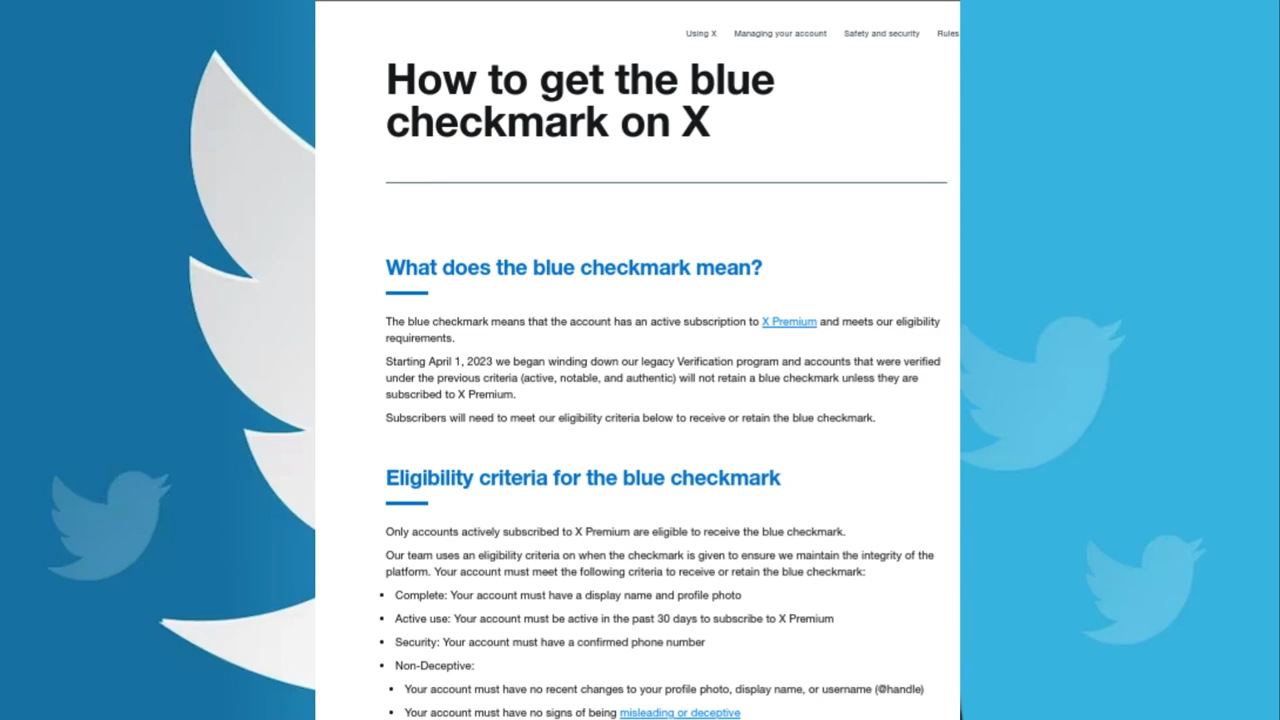 Using X Managing your account Safety and security Rules
How to get the blue
checkmark on X
What does the blue checkmark mean?
The blue checkmark means that the account has an active subscription to X Premium and meets our eligibility
requirements.
Starting April 1, 2023 we began winding down our legacy Verification program and accounts that were verified
under the previous criteria (active, notable, and authentic) will not retain a blue checkmark unless they are
subscribed to X Premium.
Subscribers will need to meet our eligibility criteria below to receive or retain the blue checkmark.
Eligibility criteria for the blue checkmark
Only accounts actively subscribed to X Premium are eligible to receive the blue checkmark.
Our team uses an eligibility criteria on when the checkmark is given to ensure we maintain the integrity of the
platform. Your account must meet the following criteria to receive or retain the blue checkmark:
• Complete: Your account must have a display name and profile photo
• Active use: Your account must be active in the past 30 days to subscribe to X Premium
• Security: Your account must have a confirmed phone number
• Non-Deceptive:
• Your account must have no recent changes to your profile photo, display name, or username (@handle)
• Your account must have no signs of being misleading or deceptive